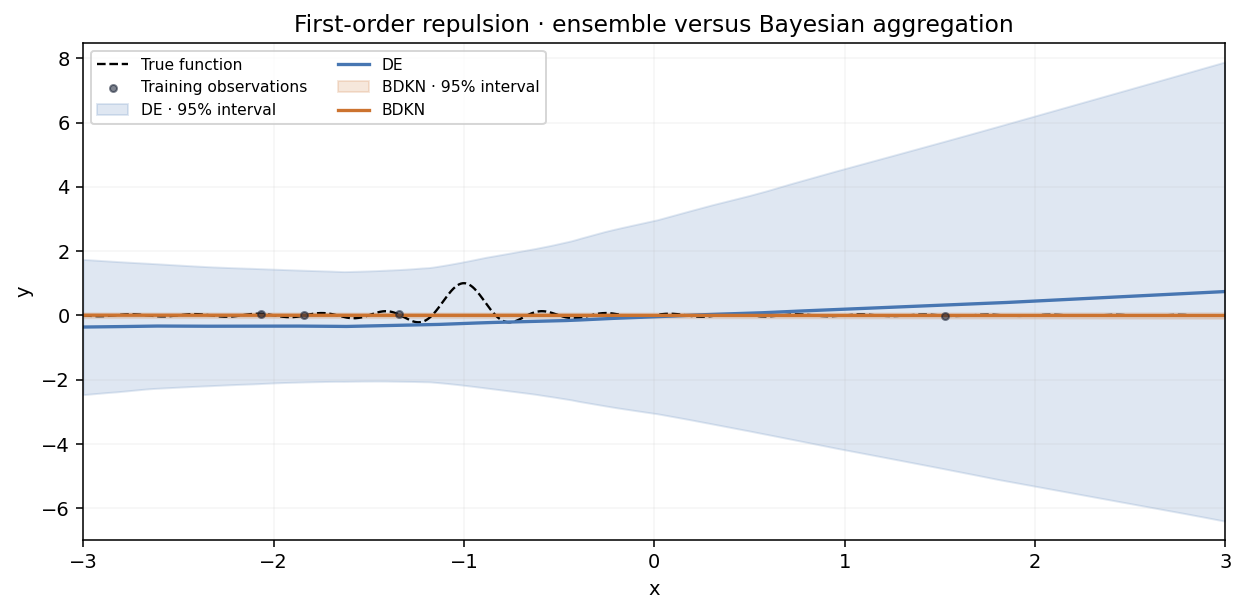 First-order repulsion · ensemble versus Bayesian aggregation
True function
Training observations
DE · 95% interval
DE
BDKN · 95% interval
BDKN
8
6
4
2
0
−2
−4
−6
y
−3
−2
−1
0
1
2
3
x